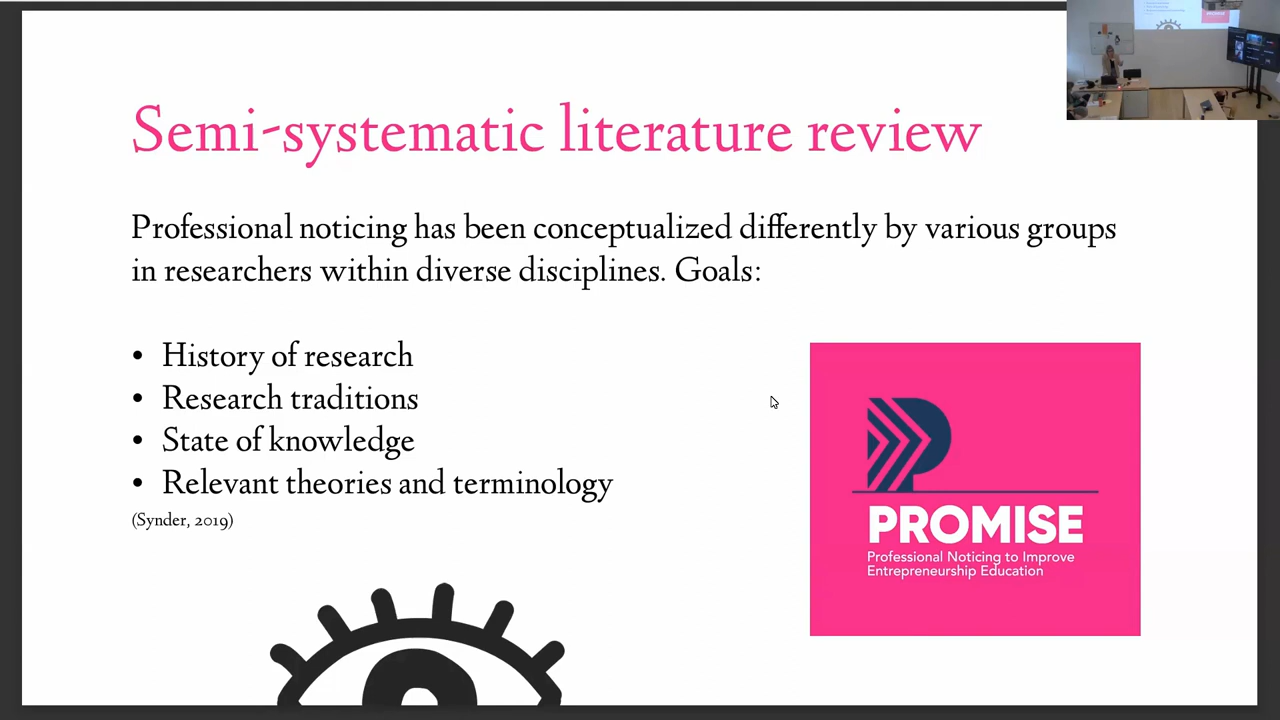 Semi-systematic literature review
Professional noticing has been conceptualized differently by various groups
in researchers within diverse disciplines. Goals:
• History of research
• Research traditions
• State of knowledge
• Relevant theories and terminology
(Synder, 2019)
PROMISE
Professional Noticing to Improve
Entrepreneurship Education